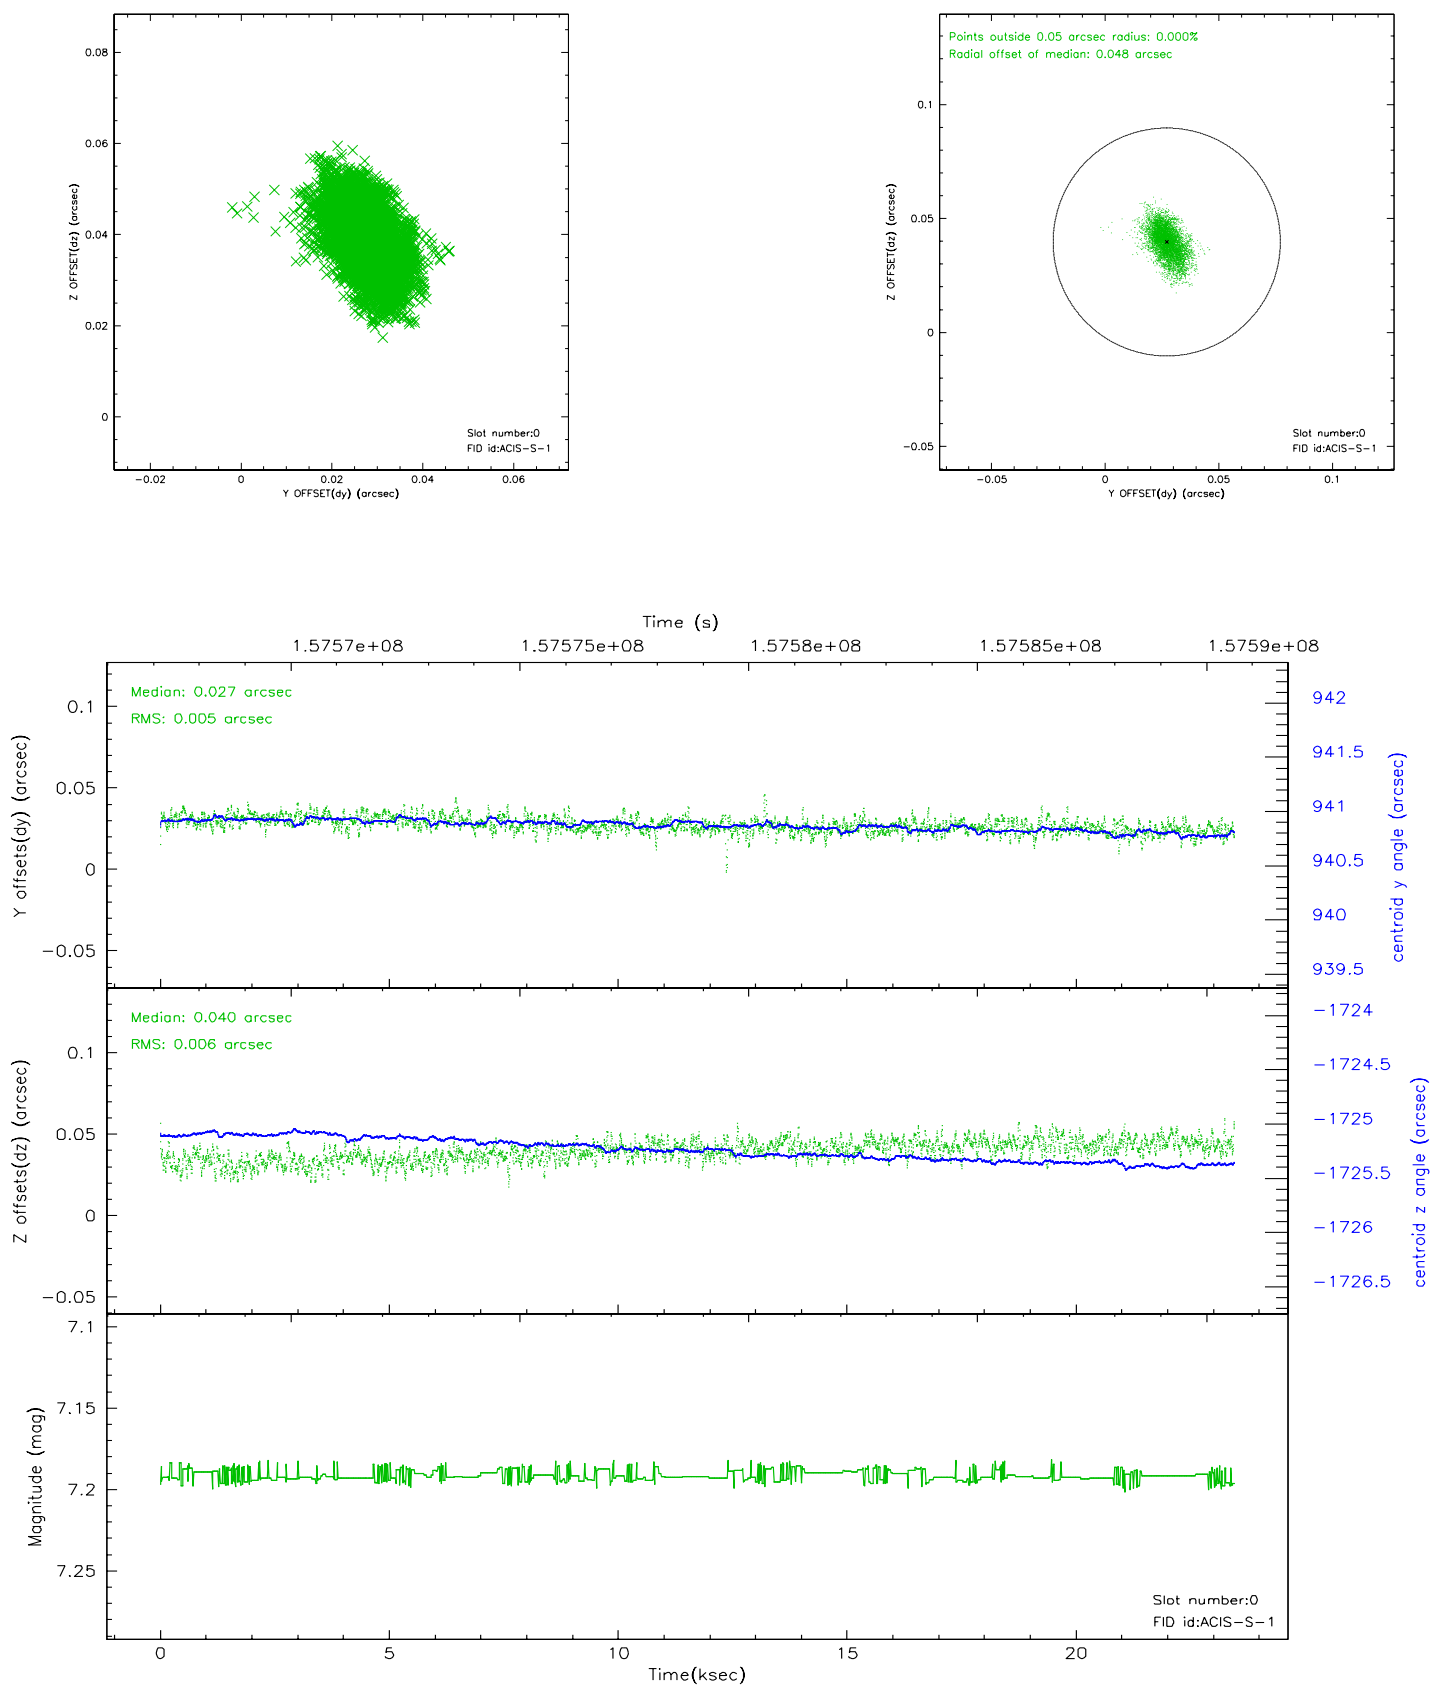 0.08
0.06
0.04
0.02
0
Z OFFSET(dz) (arcsec)
Slot number:0
FID id:ACIS-S-1
-0.02 0 0.02 0.04 0.06
Y OFFSET(dy) (arcsec)
Points outside 0.05 arcsec radius: 0.000%
Radial offset of median: 0.048 arcsec
0.1
0.05
0
-0.05
Z OFFSET(dz) (arcsec)
Slot number:0
FID id:ACIS-S-1
-0.05 0 0.05 0.1
Y OFFSET(dy) (arcsec)
Time (s)
1.5757e+08 1.57575e+08 1.5758e+08 1.57585e+08 1.5759e+08
Median: 0.027 arcsec
RMS: 0.005 arcsec
0.1
0.05
0
-0.05
Y offsets(dy) (arcsec)
942
941.5
941
940.5
940
939.5
centroid y angle (arcsec)
Median: 0.040 arcsec
RMS: 0.006 arcsec
0.1
0.05
0
-0.05
Z offsets(dz) (arcsec)
-1724
-1724.5
-1725
-1725.5
-1726
-1726.5
centroid z angle (arcsec)
7.1
7.15
7.2
7.25
Magnitude (mag)
Slot number:0
FID id:ACIS-S-1
0 5 10 15 20
Time(ksec)